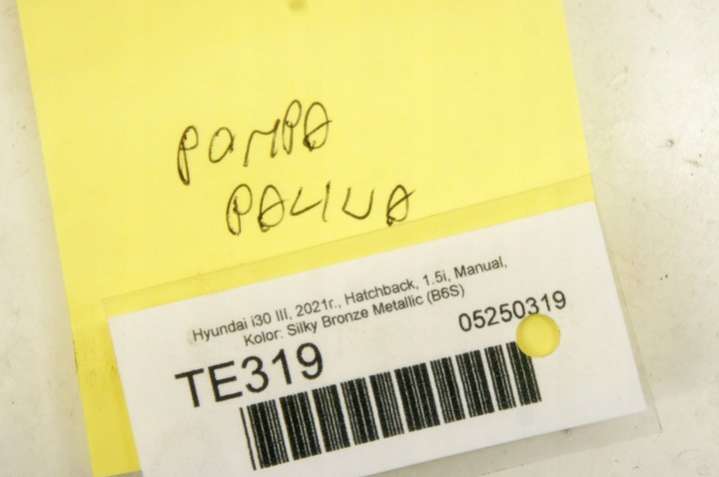 POMPA
PALIWA
Hyundai i30 III, 2021r., Hatchback, 1.5i, Manual,
Kolor: Silky Bronze Metallic (B6S)
05250319
TE319